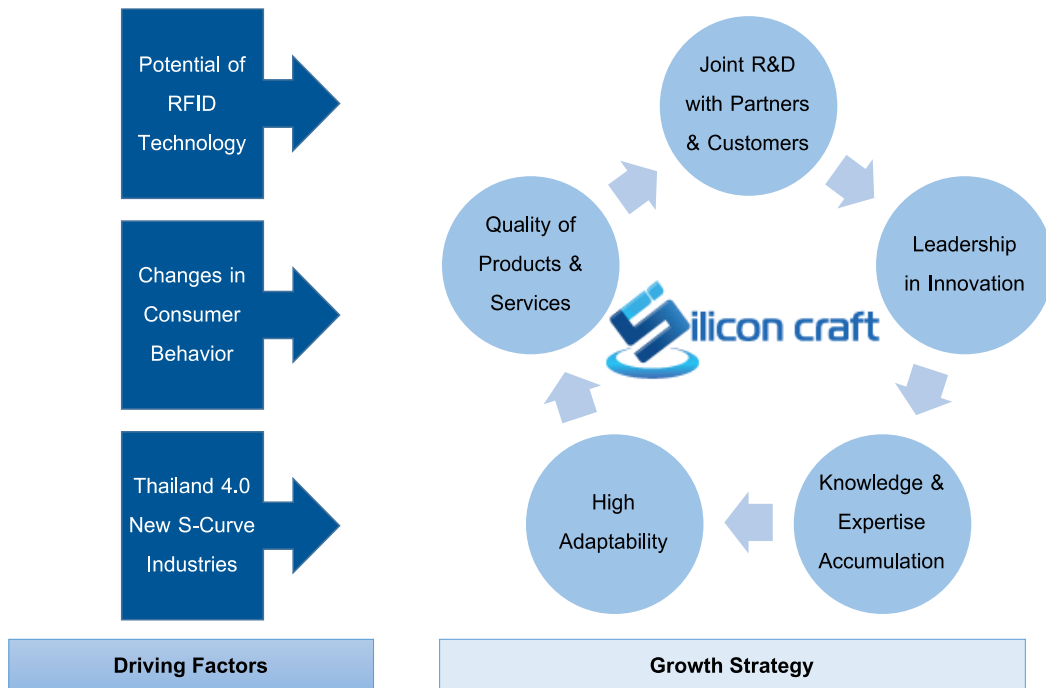 Potential of
RFID
Technology
Changes in
Consumer
Behavior
Thailand 4.0
New S-Curve
Industries
Driving Factors
Joint R&D
with Partners
& Customers
Leadership
in Innovation
Knowledge &
Expertise
Accumulation
High
Adaptability
Quality of
Products &
Services
Silicon craft
Growth Strategy